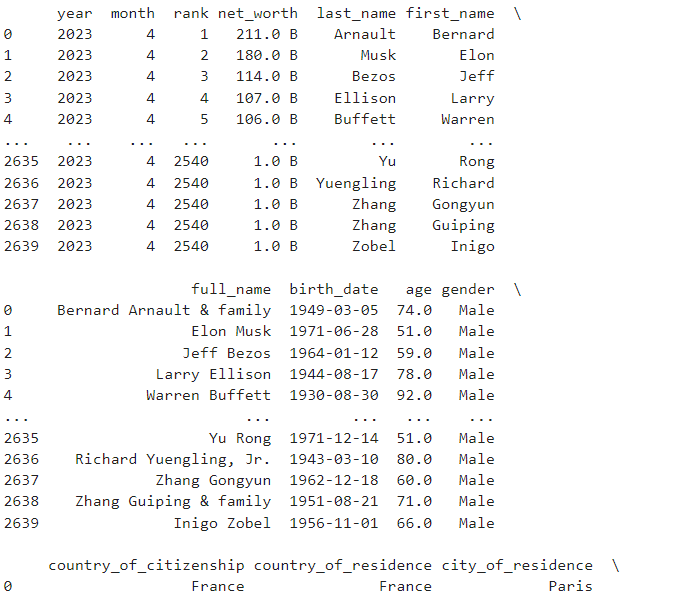 year  month  rank net_worth  last_name first_name  \
0     2023      4     1   211.0 B    Arnault    Bernard
1     2023      4     2   180.0 B       Musk       Elon
2     2023      4     3   114.0 B      Bezos       Jeff
3     2023      4     4   107.0 B    Ellison      Larry
4     2023      4     5   106.0 B    Buffett     Warren
...    ...    ...   ...       ...        ...        ...
2635  2023      4  2540     1.0 B         Yu       Rong
2636  2023      4  2540     1.0 B  Yuengling    Richard
2637  2023      4  2540     1.0 B      Zhang    Gongyun
2638  2023      4  2540     1.0 B      Zhang    Guiping
2639  2023      4  2540     1.0 B      Zobel      Inigo

                     full_name  birth_date   age gender  \
0     Bernard Arnault & family  1949-03-05  74.0   Male
1                    Elon Musk  1971-06-28  51.0   Male
2                   Jeff Bezos  1964-01-12  59.0   Male
3                Larry Ellison  1944-08-17  78.0   Male
4               Warren Buffett  1930-08-30  92.0   Male
...                        ...         ...   ...    ...
2635                   Yu Rong  1971-12-14  51.0   Male
2636    Richard Yuengling, Jr.  1943-03-10  80.0   Male
2637             Zhang Gongyun  1962-12-18  60.0   Male
2638    Zhang Guiping & family  1951-08-21  71.0   Male
2639               Inigo Zobel  1956-11-01  66.0   Male

     country_of_citizenship country_of_residence city_of_residence  \
0                    France               France             Paris